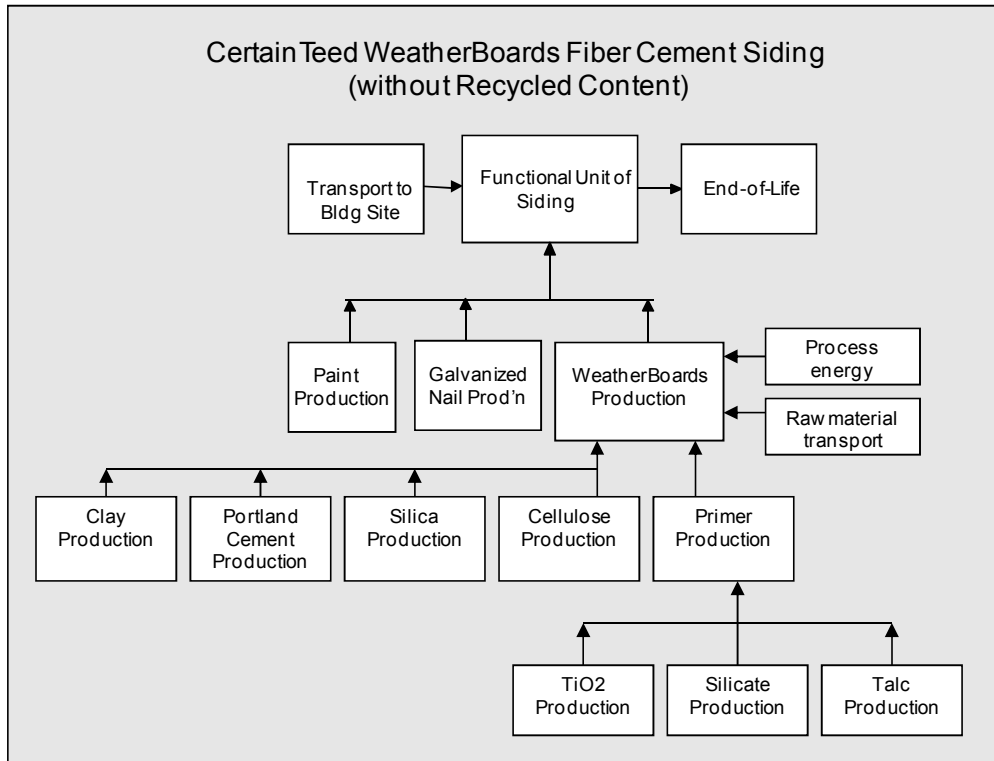 CertainTeed WeatherBoards Fiber Cement Siding
(without Recycled Content)
Transport to
Bldg Site
Functional Unit of
Siding
End-of-Life
Paint
Production
Galvanized
Nail Prod'n
WeatherBoards
Production
Process
energy
Raw material
transport
Clay
Production
Portland
Cement
Production
Silica
Production
Cellulose
Production
Primer
Production
TiO2
Production
Silicate
Production
Talc
Production